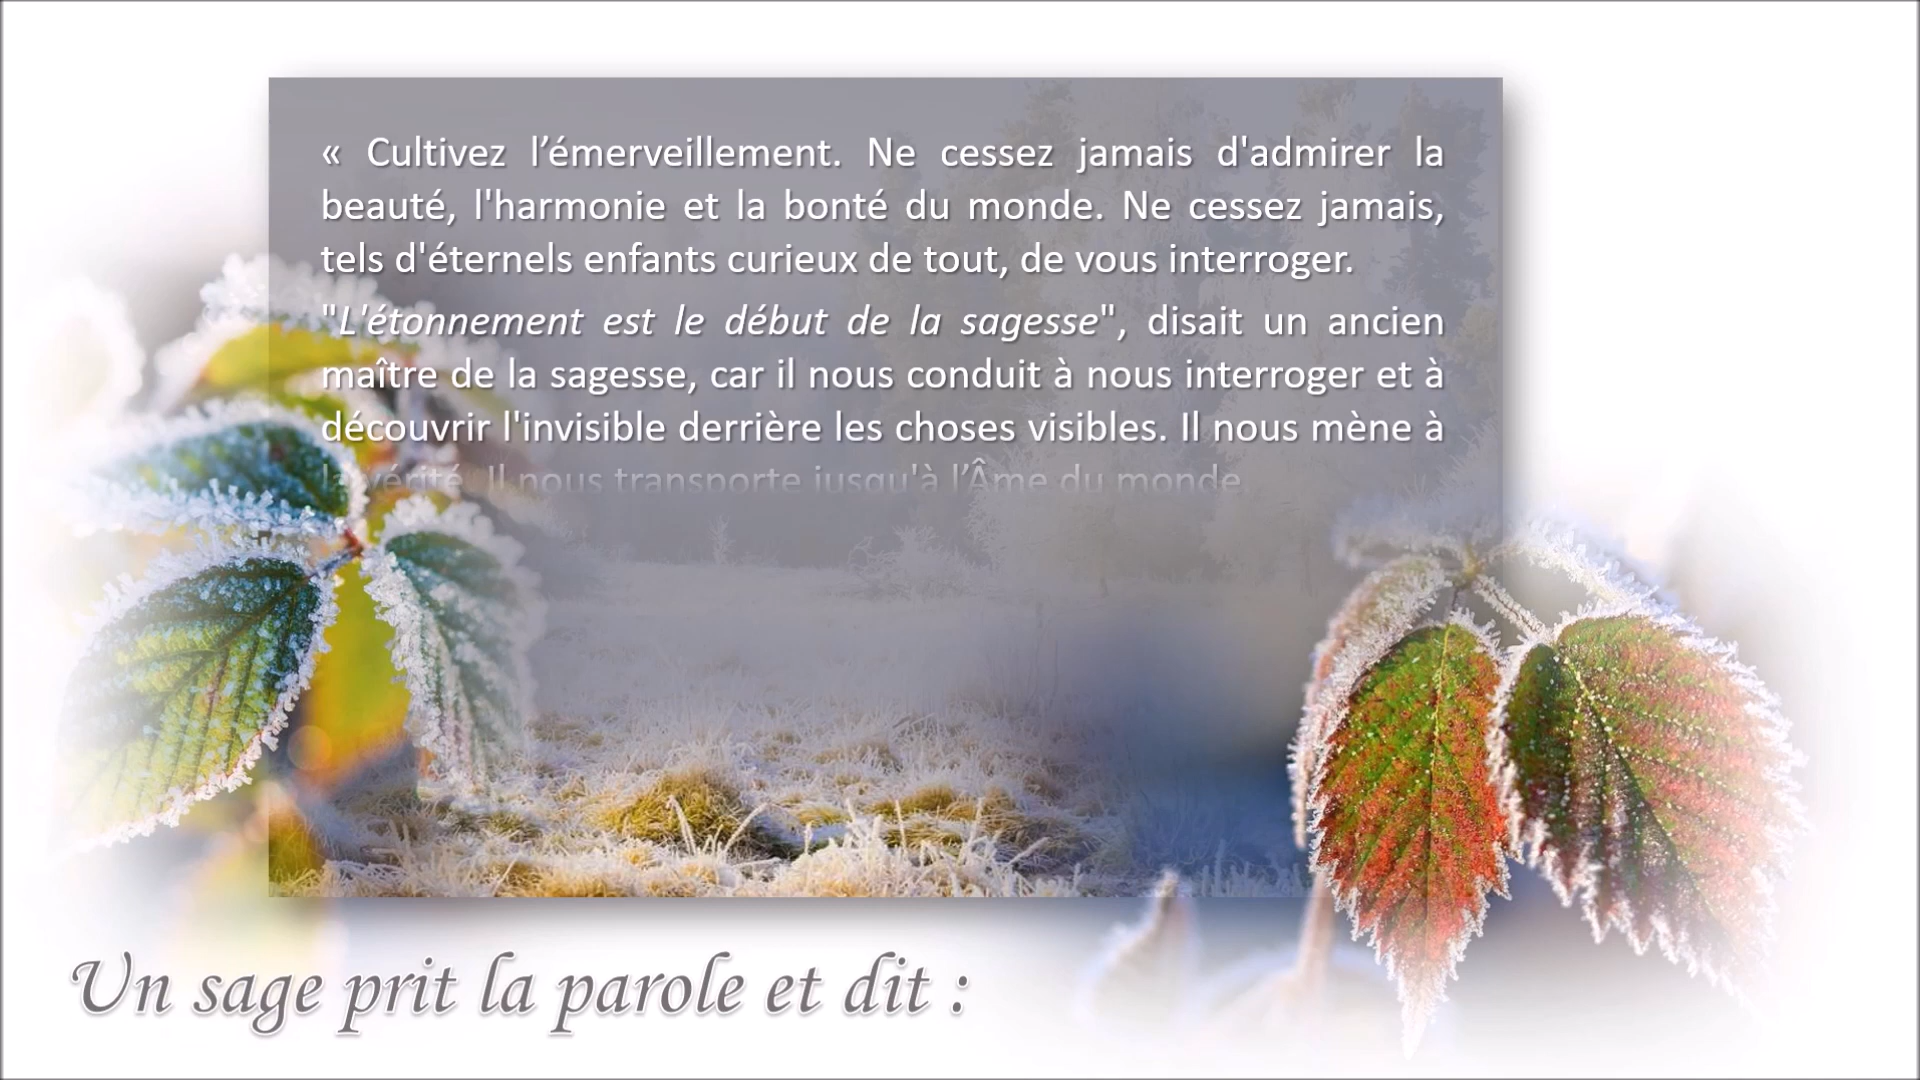 « Cultivez l’émerveillement. Ne cessez jamais d'admirer la
beauté, l'harmonie et la bonté du monde. Ne cessez jamais,
tels d'éternels enfants curieux de tout, de vous interroger.
"L'étonnement est le début de la sagesse", disait un ancien
maître de la sagesse, car il nous conduit à nous interroger et à
découvrir l'invisible derrière les choses visibles. Il nous mène à
la vérité. Il nous transporte jusqu'à l’Âme du monde.
Un sage prit la parole et dit :